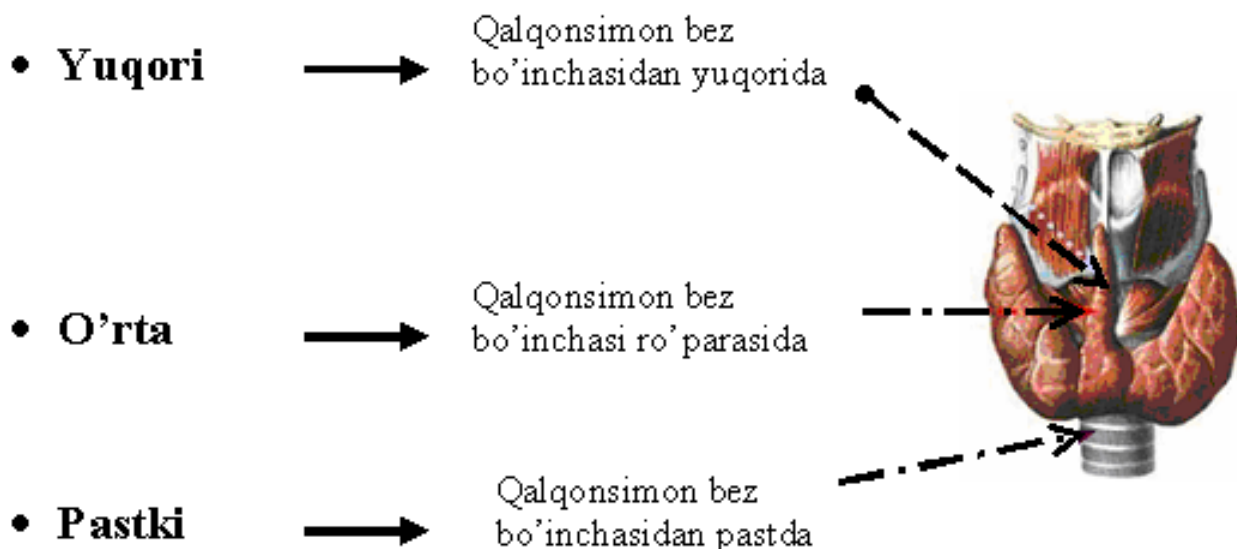 • Yuqori
Qalqonsimon bez
bo’inchasidan yuqorida
• O’rta
Qalqonsimon bez
bo’inchasi ro’parasida
• Pastki
Qalqonsimon bez
bo’inchasidan pastda